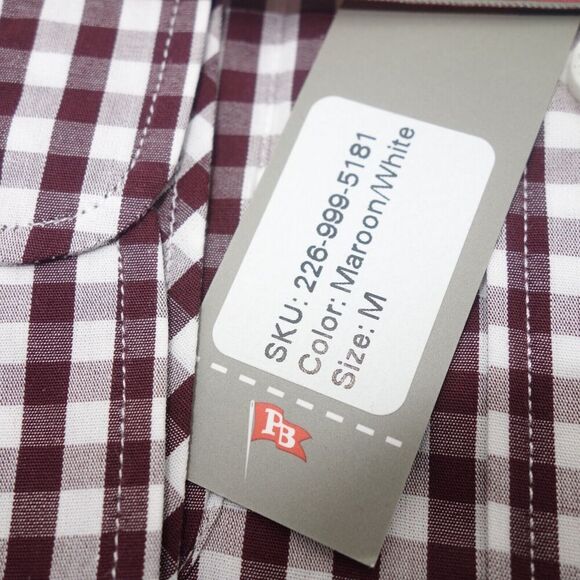 SKU: 226-999-5181
Color: Maroon/White
Size: M
PB